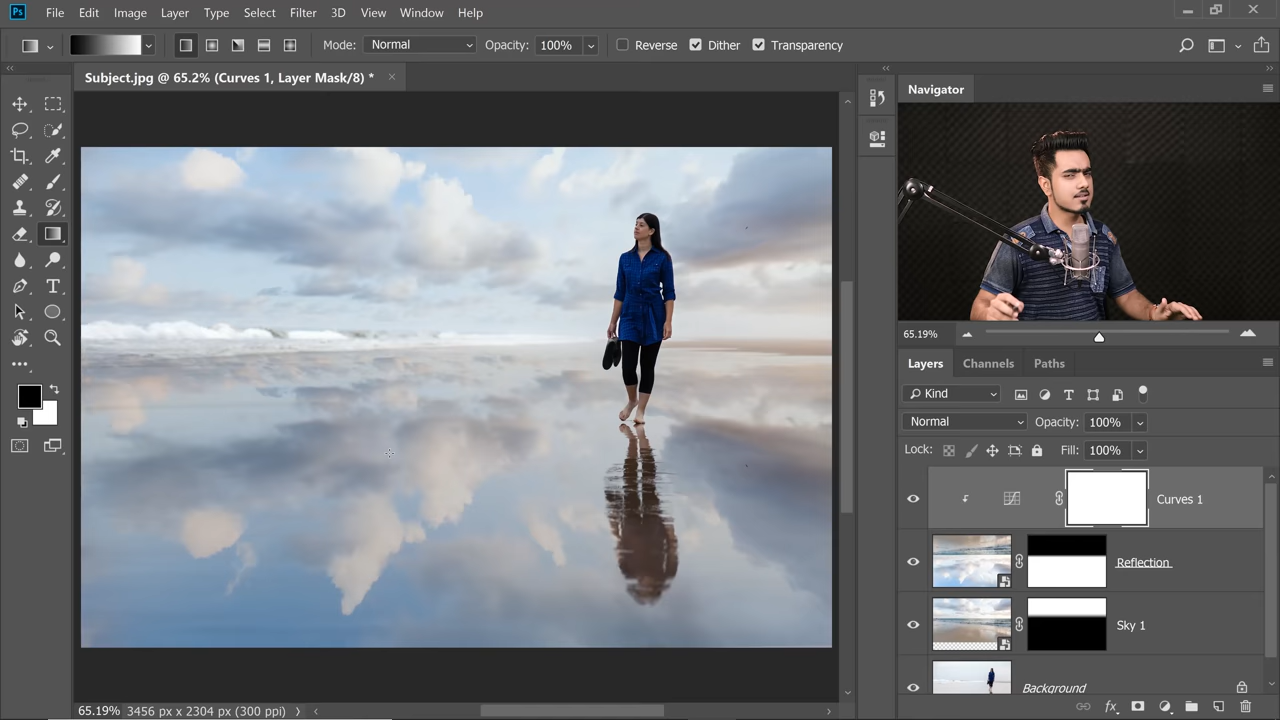 Ps File Edit Image Layer Type Select Filter 3D View Window Help
Mode: Normal Opacity: 100% Reverse Dither Transparency
Subject.jpg @ 65.2% (Curves 1, Layer Mask/8) *
Navigator
65.19%
Layers Channels Paths
Kind
Normal Opacity: 100%
Lock: Fill: 100%
Curves 1
Reflection
Sky 1
Background
fx
65.19% 3456 px x 2304 px (300 ppi)